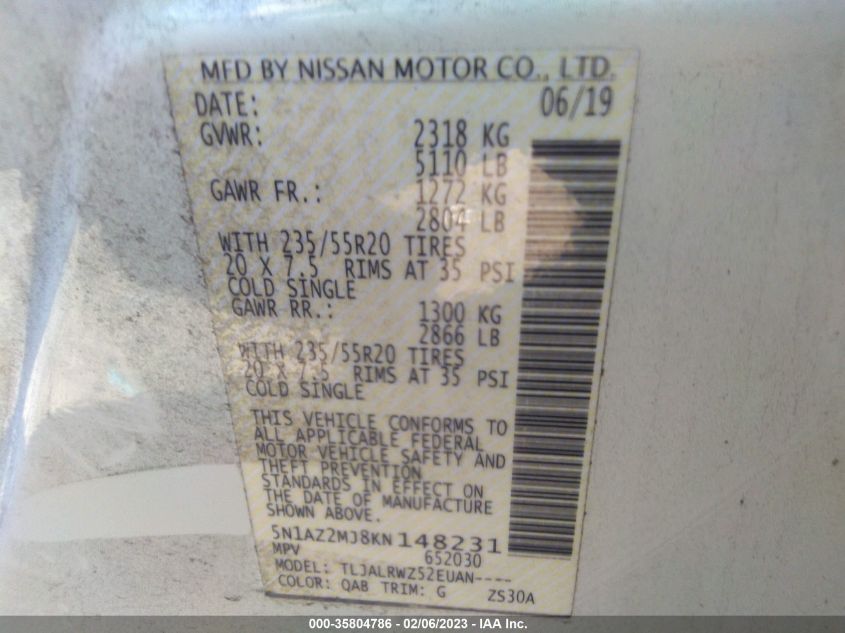 MFD BY NISSAN MOTOR CO., LTD.
DATE: 06/19
GVWR: 2318 KG
5110 LB
GAWR FR.: 1272 KG
2804 LB
WITH 235/55R20 TIRES
20 X 7.5 RIMS AT 35 PSI
COLD SINGLE
GAWR RR.: 1300 KG
2866 LB
WITH 235/55R20 TIRES
20 X 7.5 RIMS AT 35 PSI
COLD SINGLE
THIS VEHICLE CONFORMS TO
ALL APPLICABLE FEDERAL
MOTOR VEHICLE SAFETY AND
THEFT PREVENTION
STANDARDS IN EFFECT ON
THE DATE OF MANUFACTURE
SHOWN ABOVE.
5N1AZ2MJ8KN148231
MPV 652030
MODEL: TLJALRWZ52EUAN----
COLOR: QAB TRIM: G ZS30A
000-35804786 - 02/06/2023 - IAA Inc.